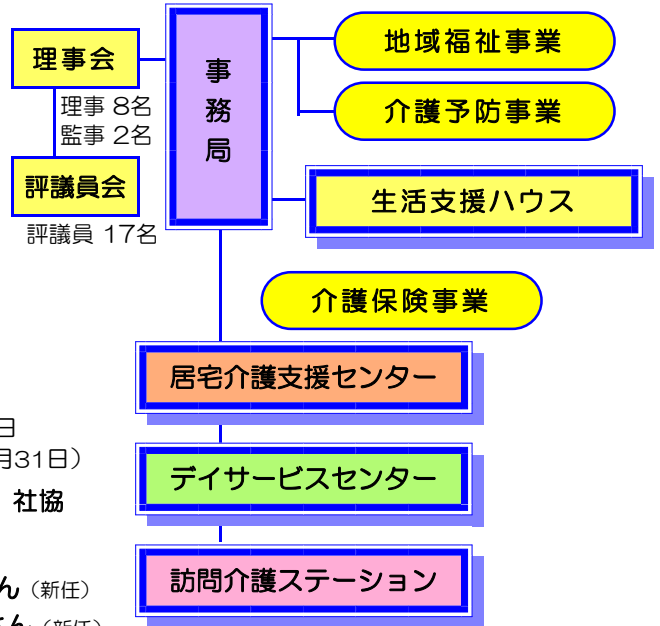 理事会
理事 8名
監事 2名
評議員会
評議員 17名
事務局
地域福祉事業
介護予防事業
生活支援ハウス
介護保険事業
居宅介護支援センター
デイサービスセンター
訪問介護ステーション
日
月31日）
社協
ん（新任）
さん（新任）